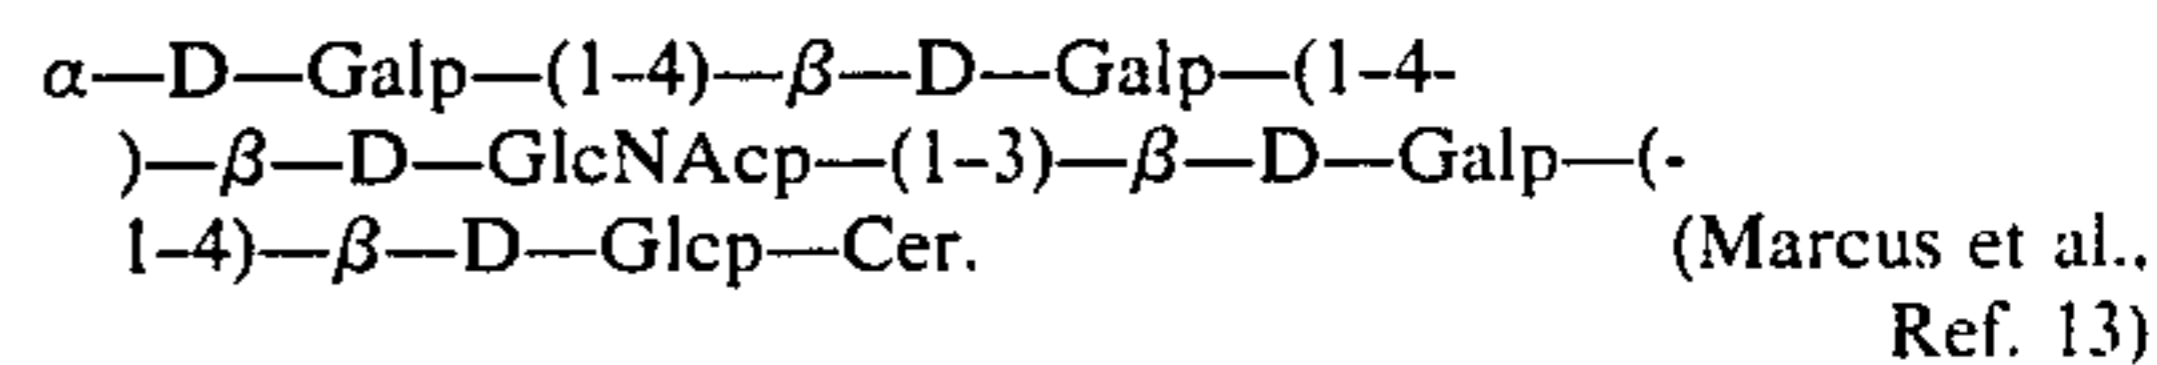 α—D—Galp—(1–4)—β—D—Galp—(1–4-
)—β—D—GlcNAcp—(1–3)—β—D—Galp—(-
1–4)—β—D—Glcp—Cer.
(Marcus et al.,
Ref. 13)